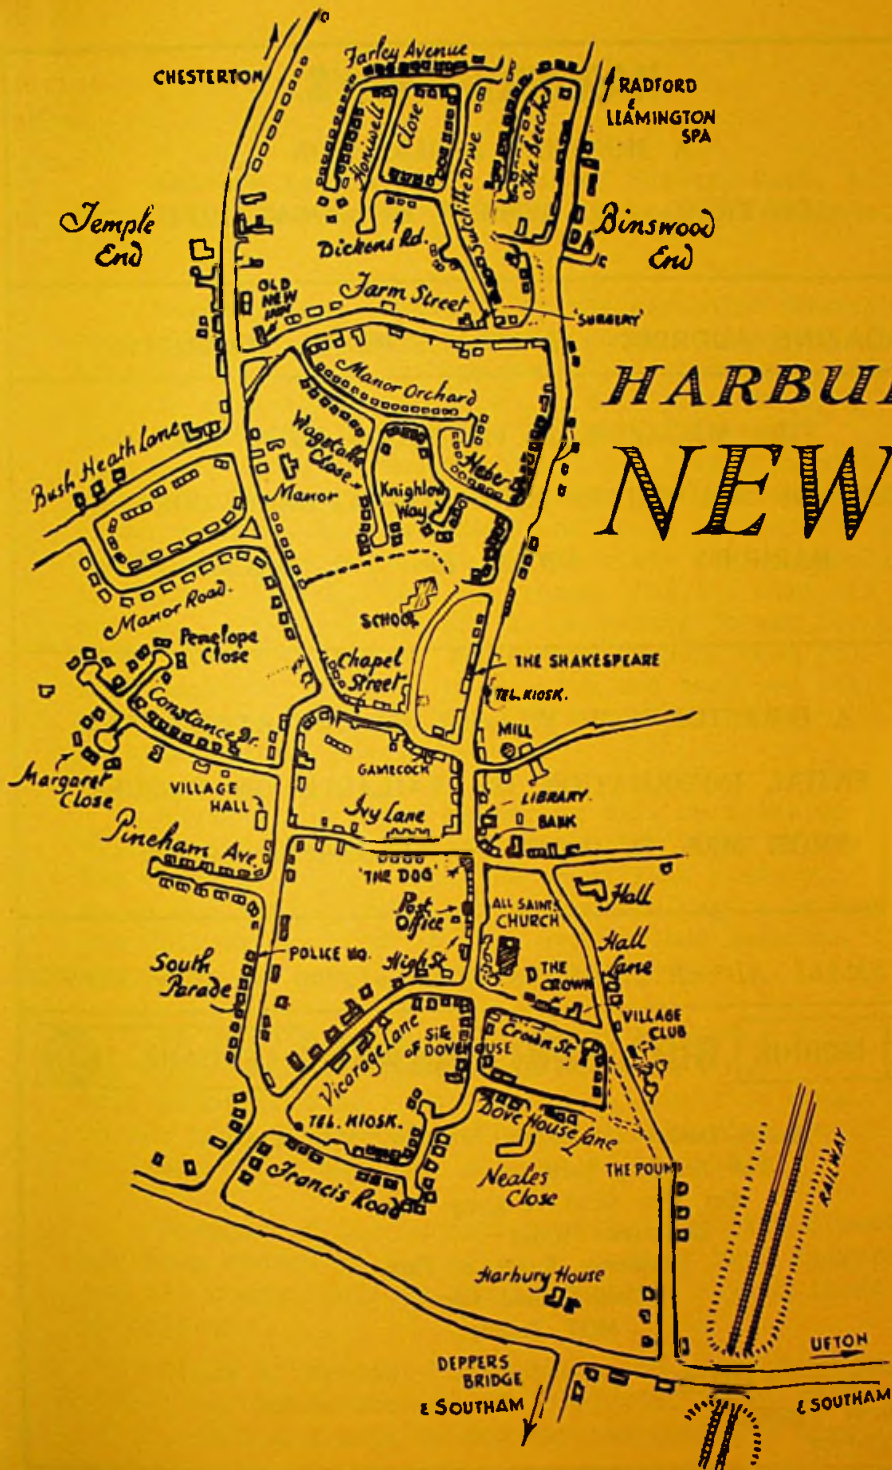 CHESTERTON
Farley Avenue
RADFORD
&
LEAMINGTON
SPA
Honiwell
Close
Sutcliffe Drive
The Beeches
Temple
End
Dickens Rd.
Binswood
End
OLD
NEW
INN
Farm Street
'SURGERY'
HARBU
NEW
Manor Orchard
Wagstaffe
Close
Heber
Bush Heath Lane
Manor
Knightlow
Way
Manor Road.
SCHOOL
Penelope
Close
Chapel
Street
THE SHAKESPEARE
TEL. KIOSK.
Constance Dr.
MILL
Margaret
Close
GAMECOCK
VILLAGE
HALL
LIBRARY.
Ivy Lane
BANK
Pineham Ave.
'THE DOG'
Post
Office
ALL SAINTS
CHURCH
Hall
Hall
Lane
POLICE HQ.
High St.
THE
CROWN
South
Parade
VILLAGE
CLUB
Vicarage Lane
Site
OF DOVEHOUSE
Crown St.
TEL. KIOSK.
Dove House Lane
THE POUND
Neales
Close
Francis Road
RAILWAY
Harbury House
UFTON
DEPPERS
BRIDGE
& SOUTHAM
& SOUTHAM